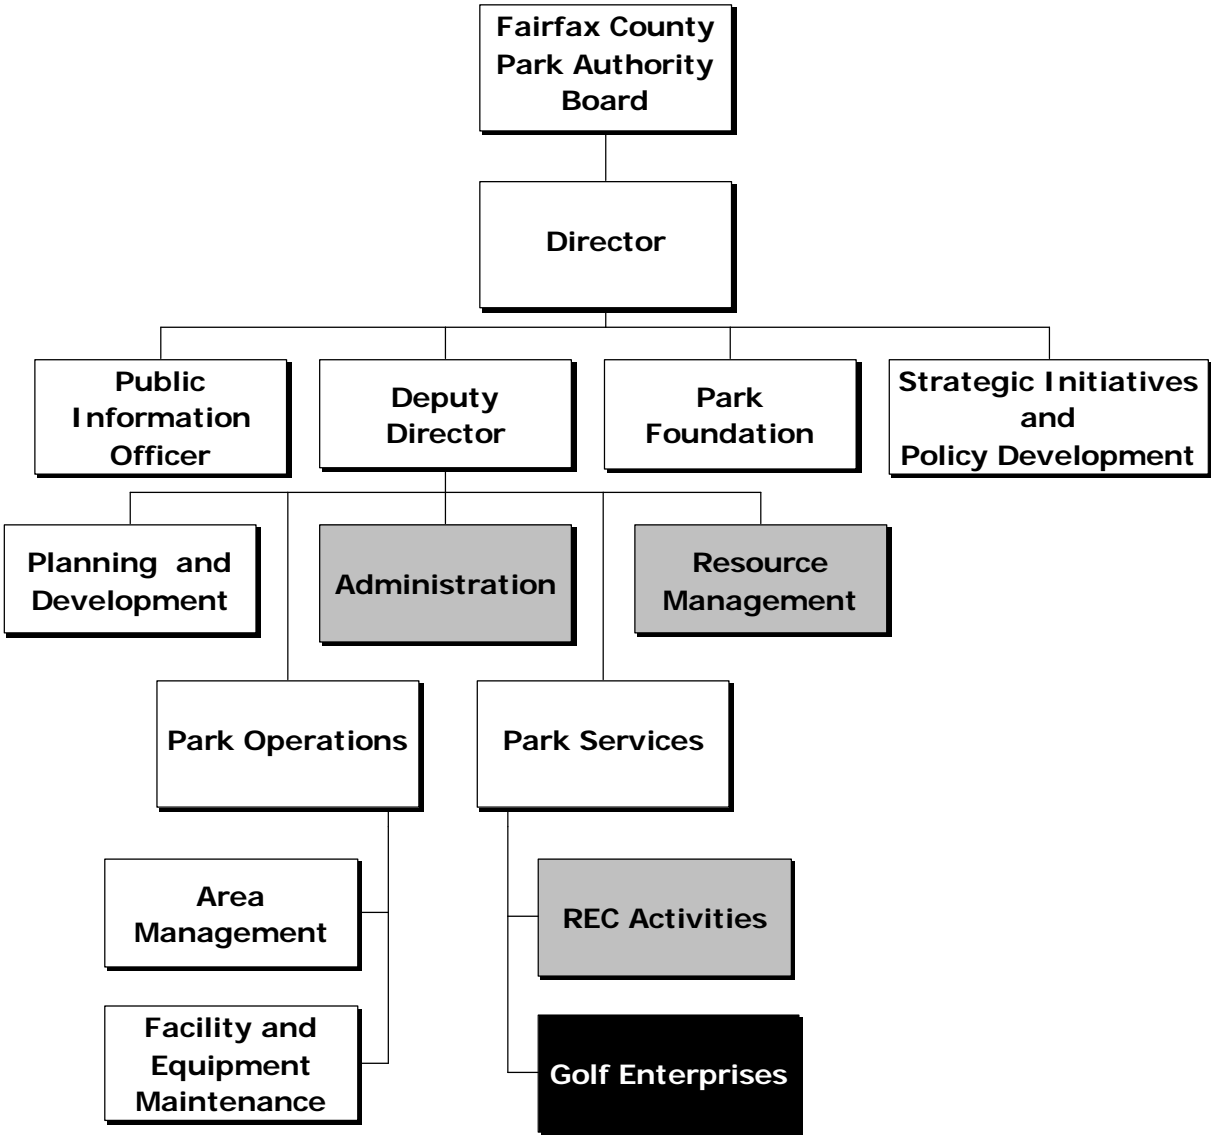 Fairfax County
Park Authority
Board
Director
Public
Information
Officer
Deputy
Director
Park
Foundation
Strategic Initiatives
and
Policy Development
Planning and
Development
Administration
Resource
Management
Park Operations
Park Services
Area
Management
REC Activities
Facility and
Equipment
Maintenance
Golf Enterprises